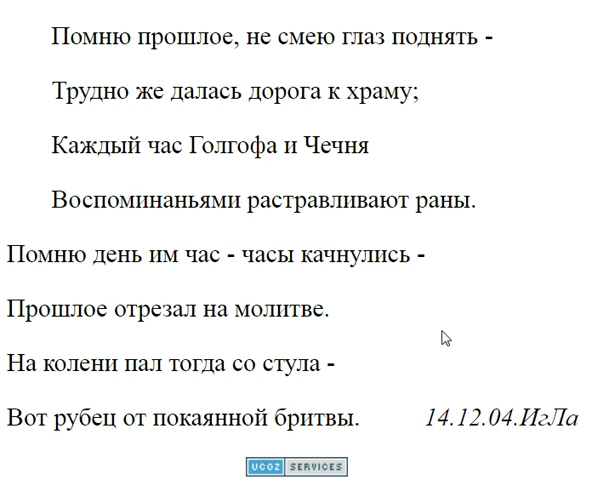 Помню прошлое, не смею глаз поднять -
Трудно же далась дорога к храму;
Каждый час Голгофа и Чечня
Воспоминаньями растравливают раны.
Помню день им час - часы качнулись -
Прошлое отрезал на молитве.
На колени пал тогда со стула -
Вот рубец от покаянной бритвы. 14.12.04.ИгЛа
UCOZ SERVICES